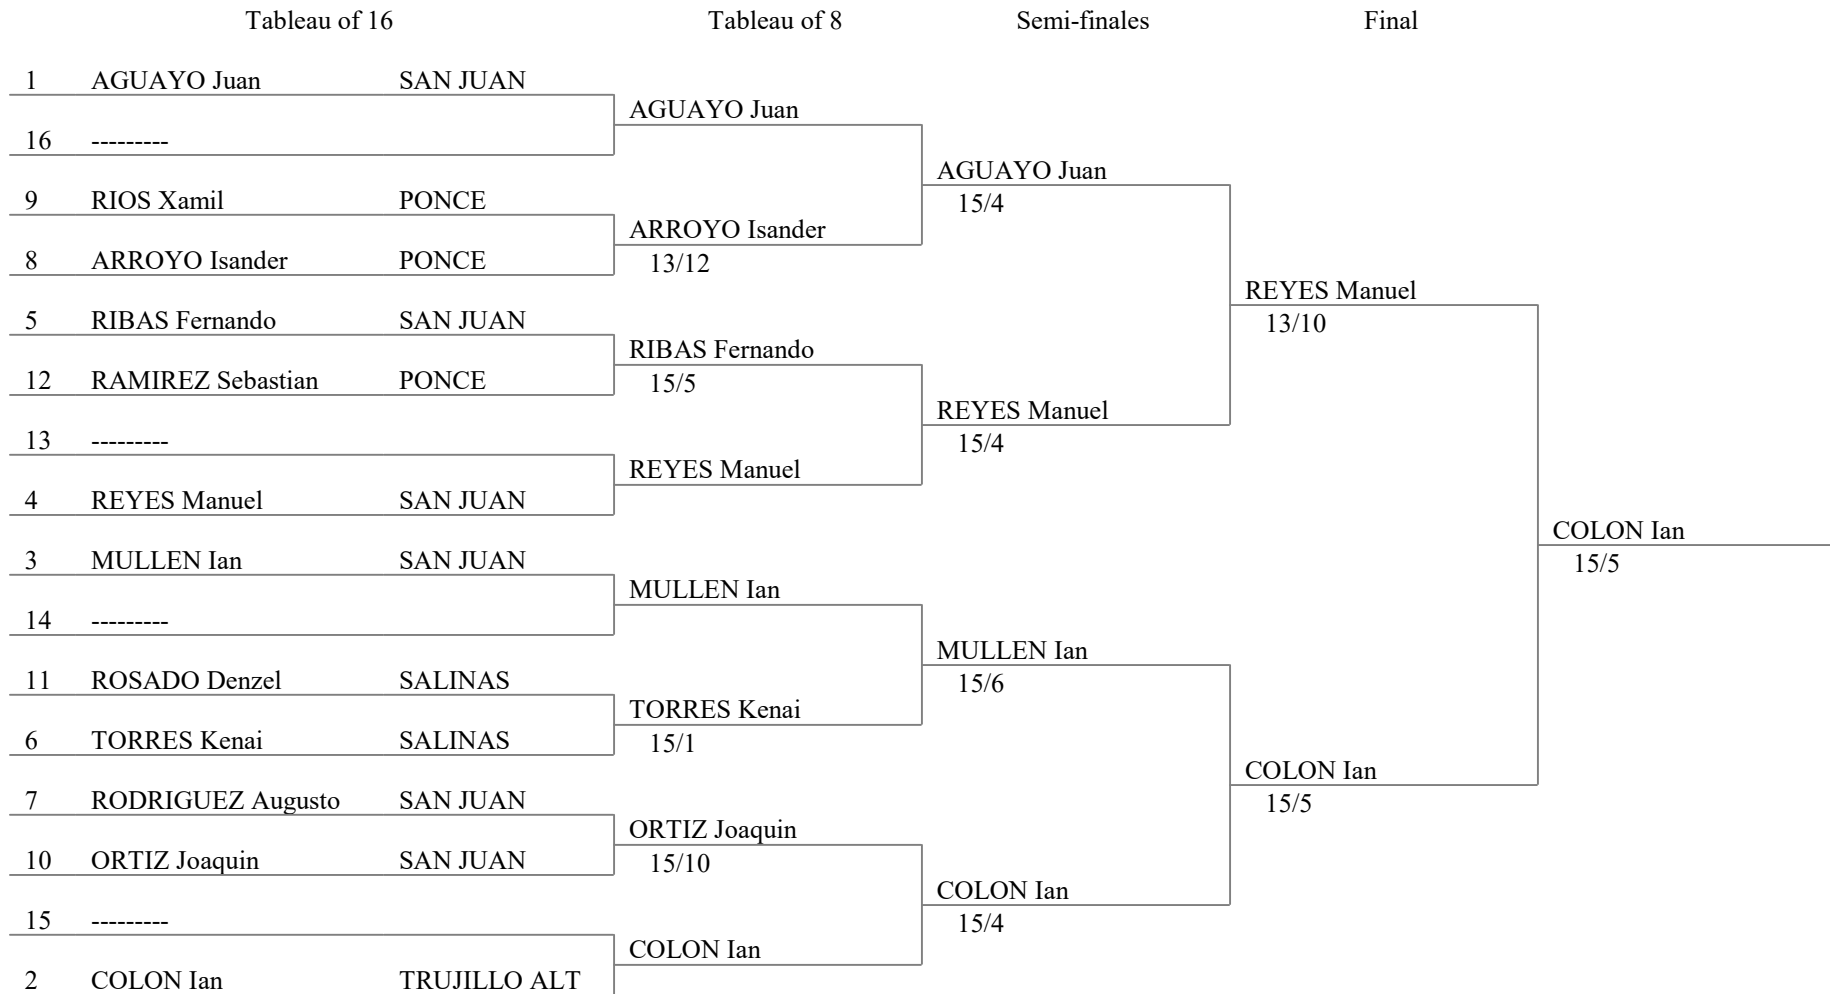 Tableau of 16 Tableau of 8 Semi-finales Final
1 AGUAYO Juan SAN JUAN
AGUAYO Juan
16 ---------
AGUAYO Juan
9 RIOS Xamil PONCE
15/4
ARROYO Isander
8 ARROYO Isander PONCE
13/12
REYES Manuel
5 RIBAS Fernando SAN JUAN
13/10
RIBAS Fernando
12 RAMIREZ Sebastian PONCE
15/5
REYES Manuel
13 ---------
15/4
REYES Manuel
4 REYES Manuel SAN JUAN
COLON Ian
3 MULLEN Ian SAN JUAN
15/5
MULLEN Ian
14 ---------
MULLEN Ian
11 ROSADO Denzel SALINAS
15/6
TORRES Kenai
6 TORRES Kenai SALINAS
15/1
COLON Ian
7 RODRIGUEZ Augusto SAN JUAN
15/5
ORTIZ Joaquin
10 ORTIZ Joaquin SAN JUAN
15/10
COLON Ian
15 ---------
15/4
COLON Ian
2 COLON Ian TRUJILLO ALT